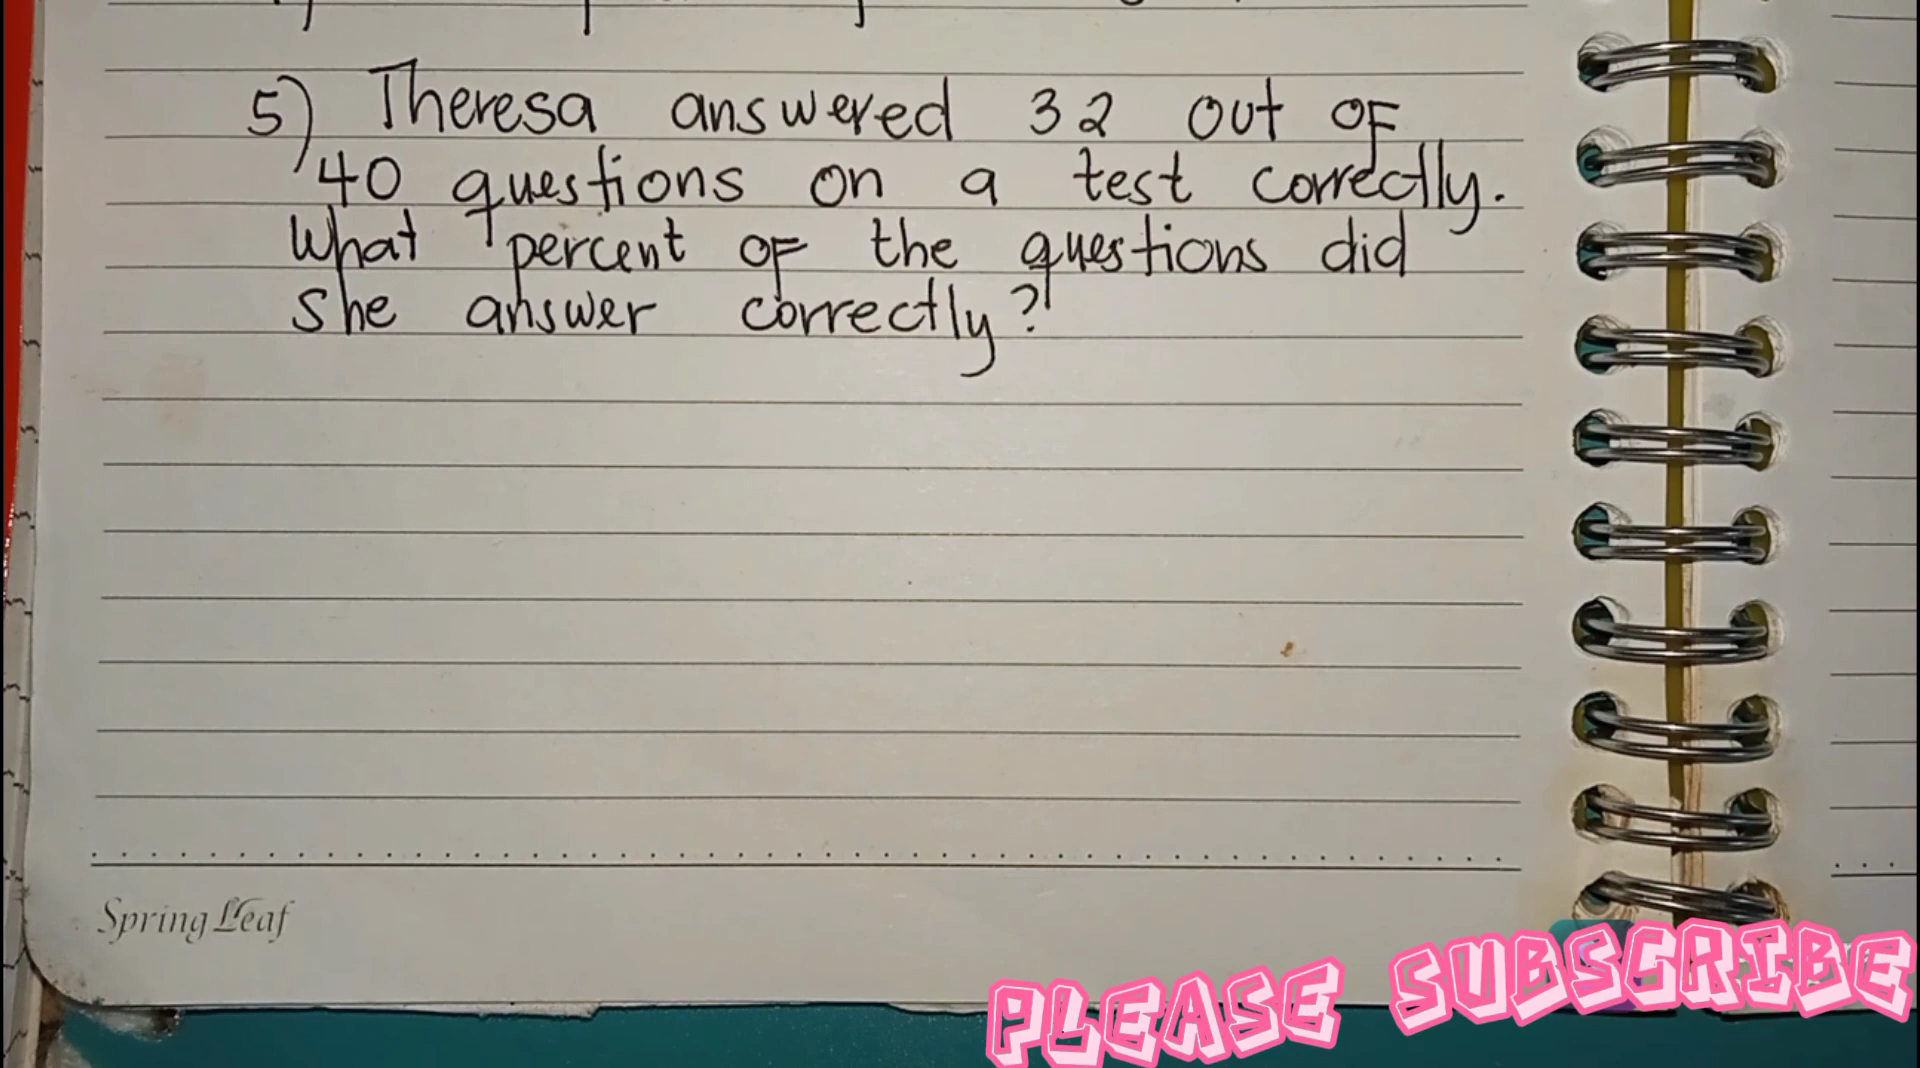 5) Theresa answered 32 out of
40 questions on a test correctly.
What percent of the questions did
she answer correctly?
Spring Leaf
PLEASE SUBSCRIBE